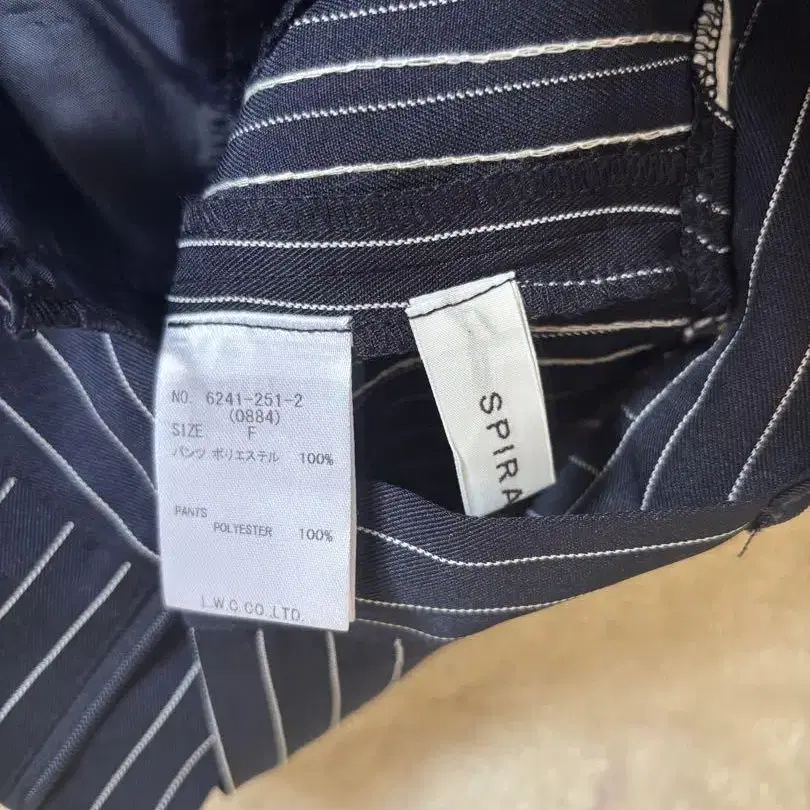 NO. 6241-251-2
(0884)
SIZE F
パンツ ポリエステル 100%
PANTS
POLYESTER 100%
L.W.C.CO.,LTD.
SPIRA